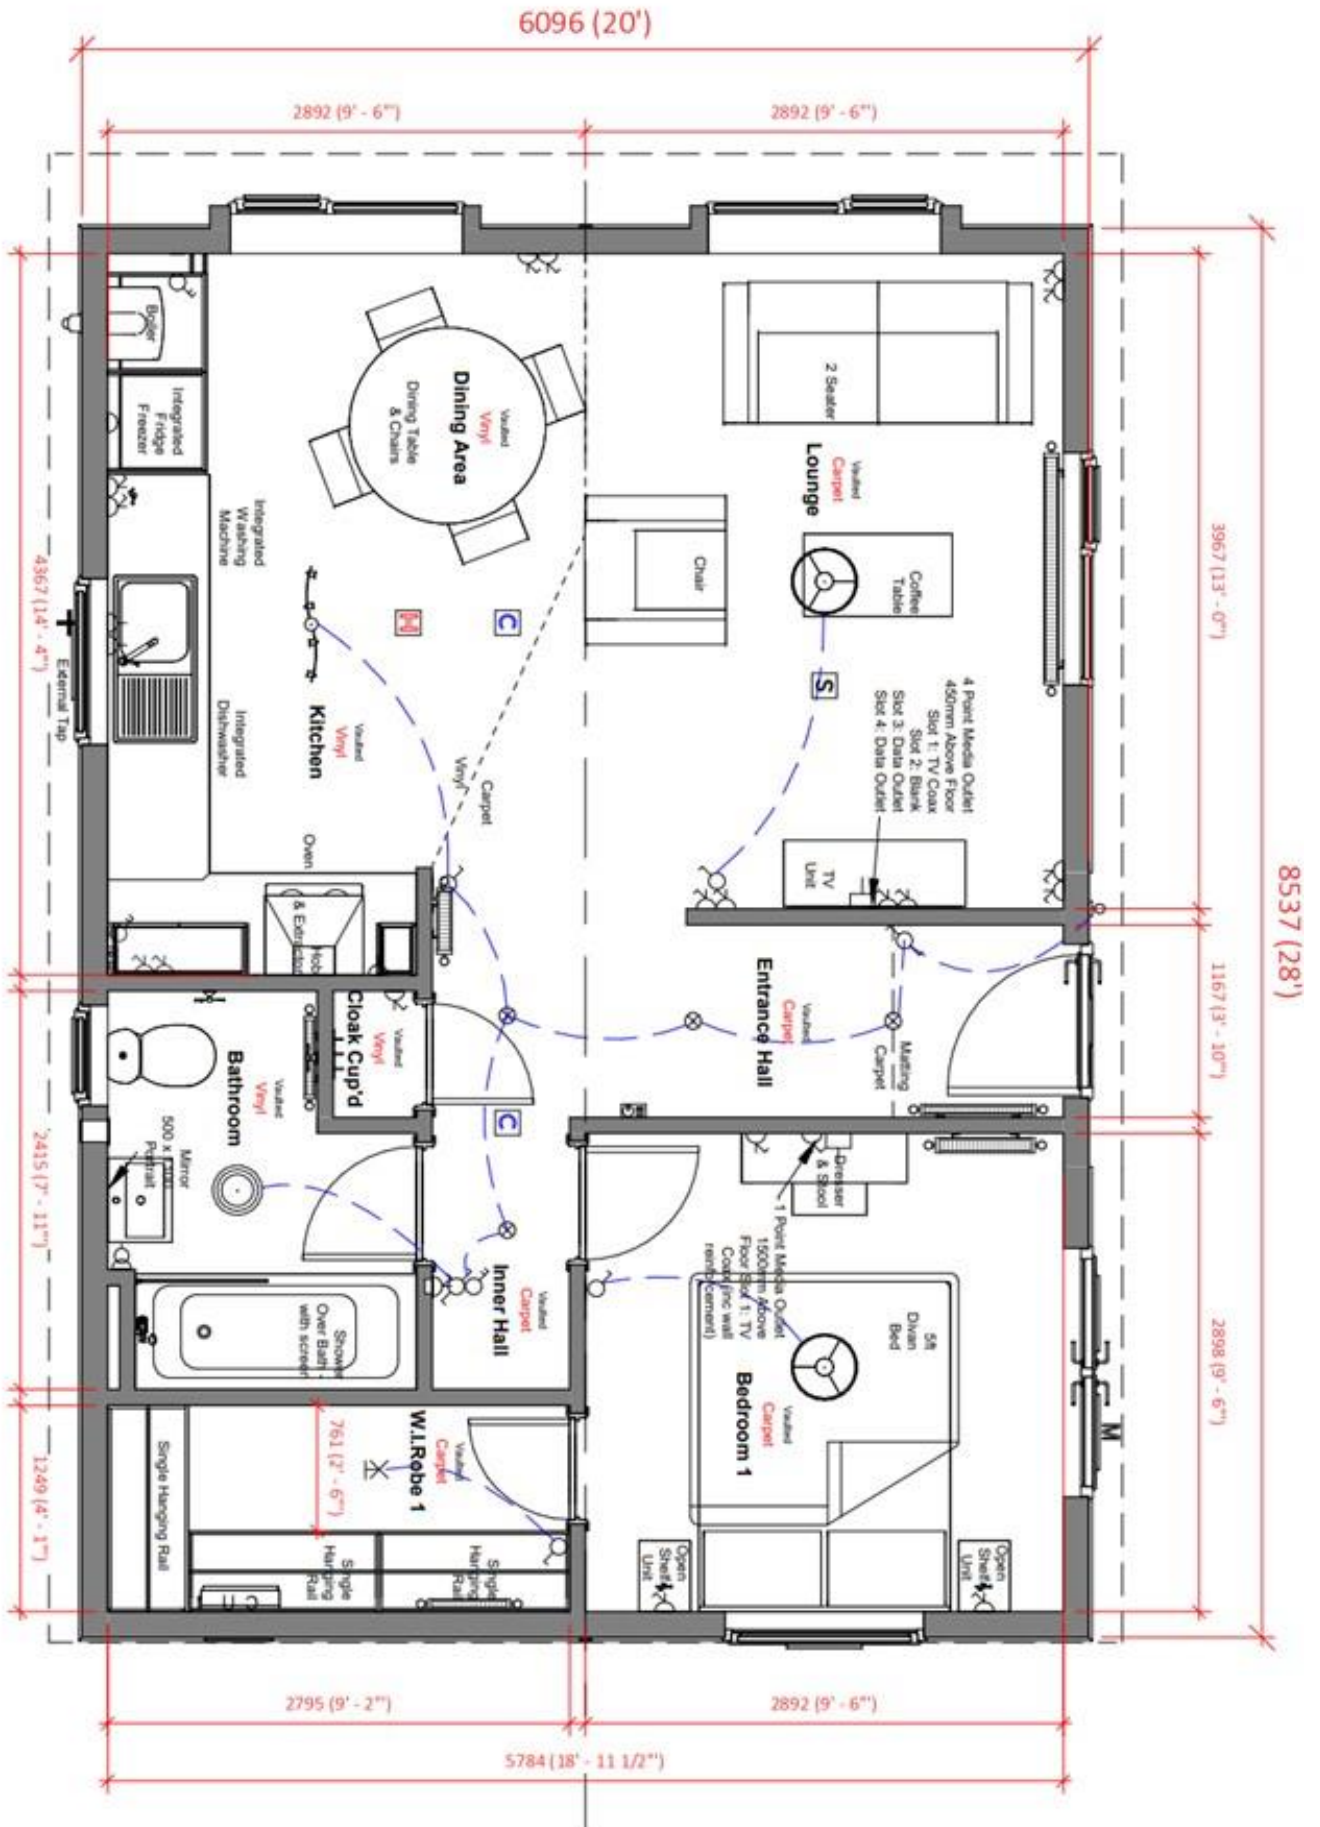 6096 (20')
2892 (9' - 6"')
2892 (9' - 6"')
8537 (28')
3967 (13' - 0"')
1167 (3' - 10"')
2898 (9' - 6"')
4367 (14' - 4"')
2415 (7' - 11"')
1249 (4' - 1"')
Boiler
Integrated
Fridge
Freezer
Vaulted
Vinyl
Dining Area
Dining Table
& Chairs
2 Seater
Vaulted
Carpet
Lounge
Chair
Coffee
Table
Integrated
Washing
Machine
H
C
S
4 Point Media Outlet
450mm Above Floor
Slot 1: TV Coax
Slot 2: Blank
Slot 3: Data Outlet
Slot 4: Data Outlet
TV
Unit
External Tap
Integrated
Dishwasher
Vaulted
Vinyl
Kitchen
Carpet
Vinyl
Oven
Hob
& Extractor
Vaulted
Carpet
Entrance Hall
Matting
Carpet
Vaulted
Vinyl
Cloak Cup'd
Vaulted
Vinyl
Bathroom
Mirror
500 x
Portrait
C
Dresser
& Stool
1 Point Media Outlet
1500mm Above
Floor Slot 1: TV
Coax (inc wall
reinforcement)
Vaulted
Carpet
Inner Hall
Shower
Over Bath -
with screen
5ft
Divan
Bed
Vaulted
Carpet
Bedroom 1
M
Vaulted
Carpet
W.I.Robe 1
761 (2' - 6"')
Single Hanging Rail
Single
Hanging
Rail
Single
Hanging
Rail
C U
Open
Shelf
Unit
Open
Shelf
Unit
2795 (9' - 2"')
2892 (9' - 6"')
5784 (18' - 11 1/2"')